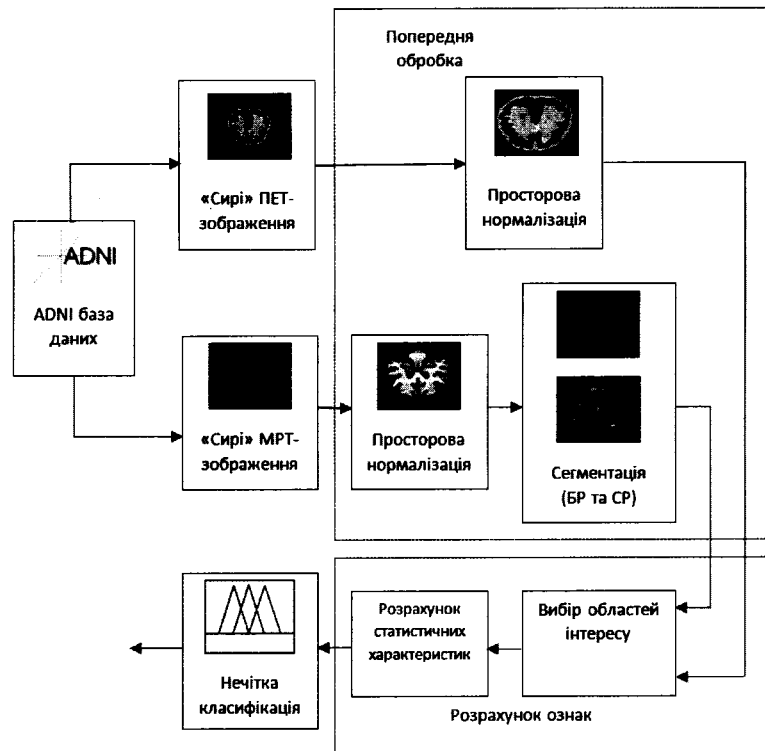 Попередня
обробка
«Сирі» ПЕТ-
зображення
Просторова
нормалізація
ADNI
ADNI база
даних
«Сирі» МРТ-
зображення
Просторова
нормалізація
Сегментація
(БР та СР)
Нечітка
класифікація
Розрахунок
статистичних
характеристик
Вибір областей
інтересу
Розрахунок ознак